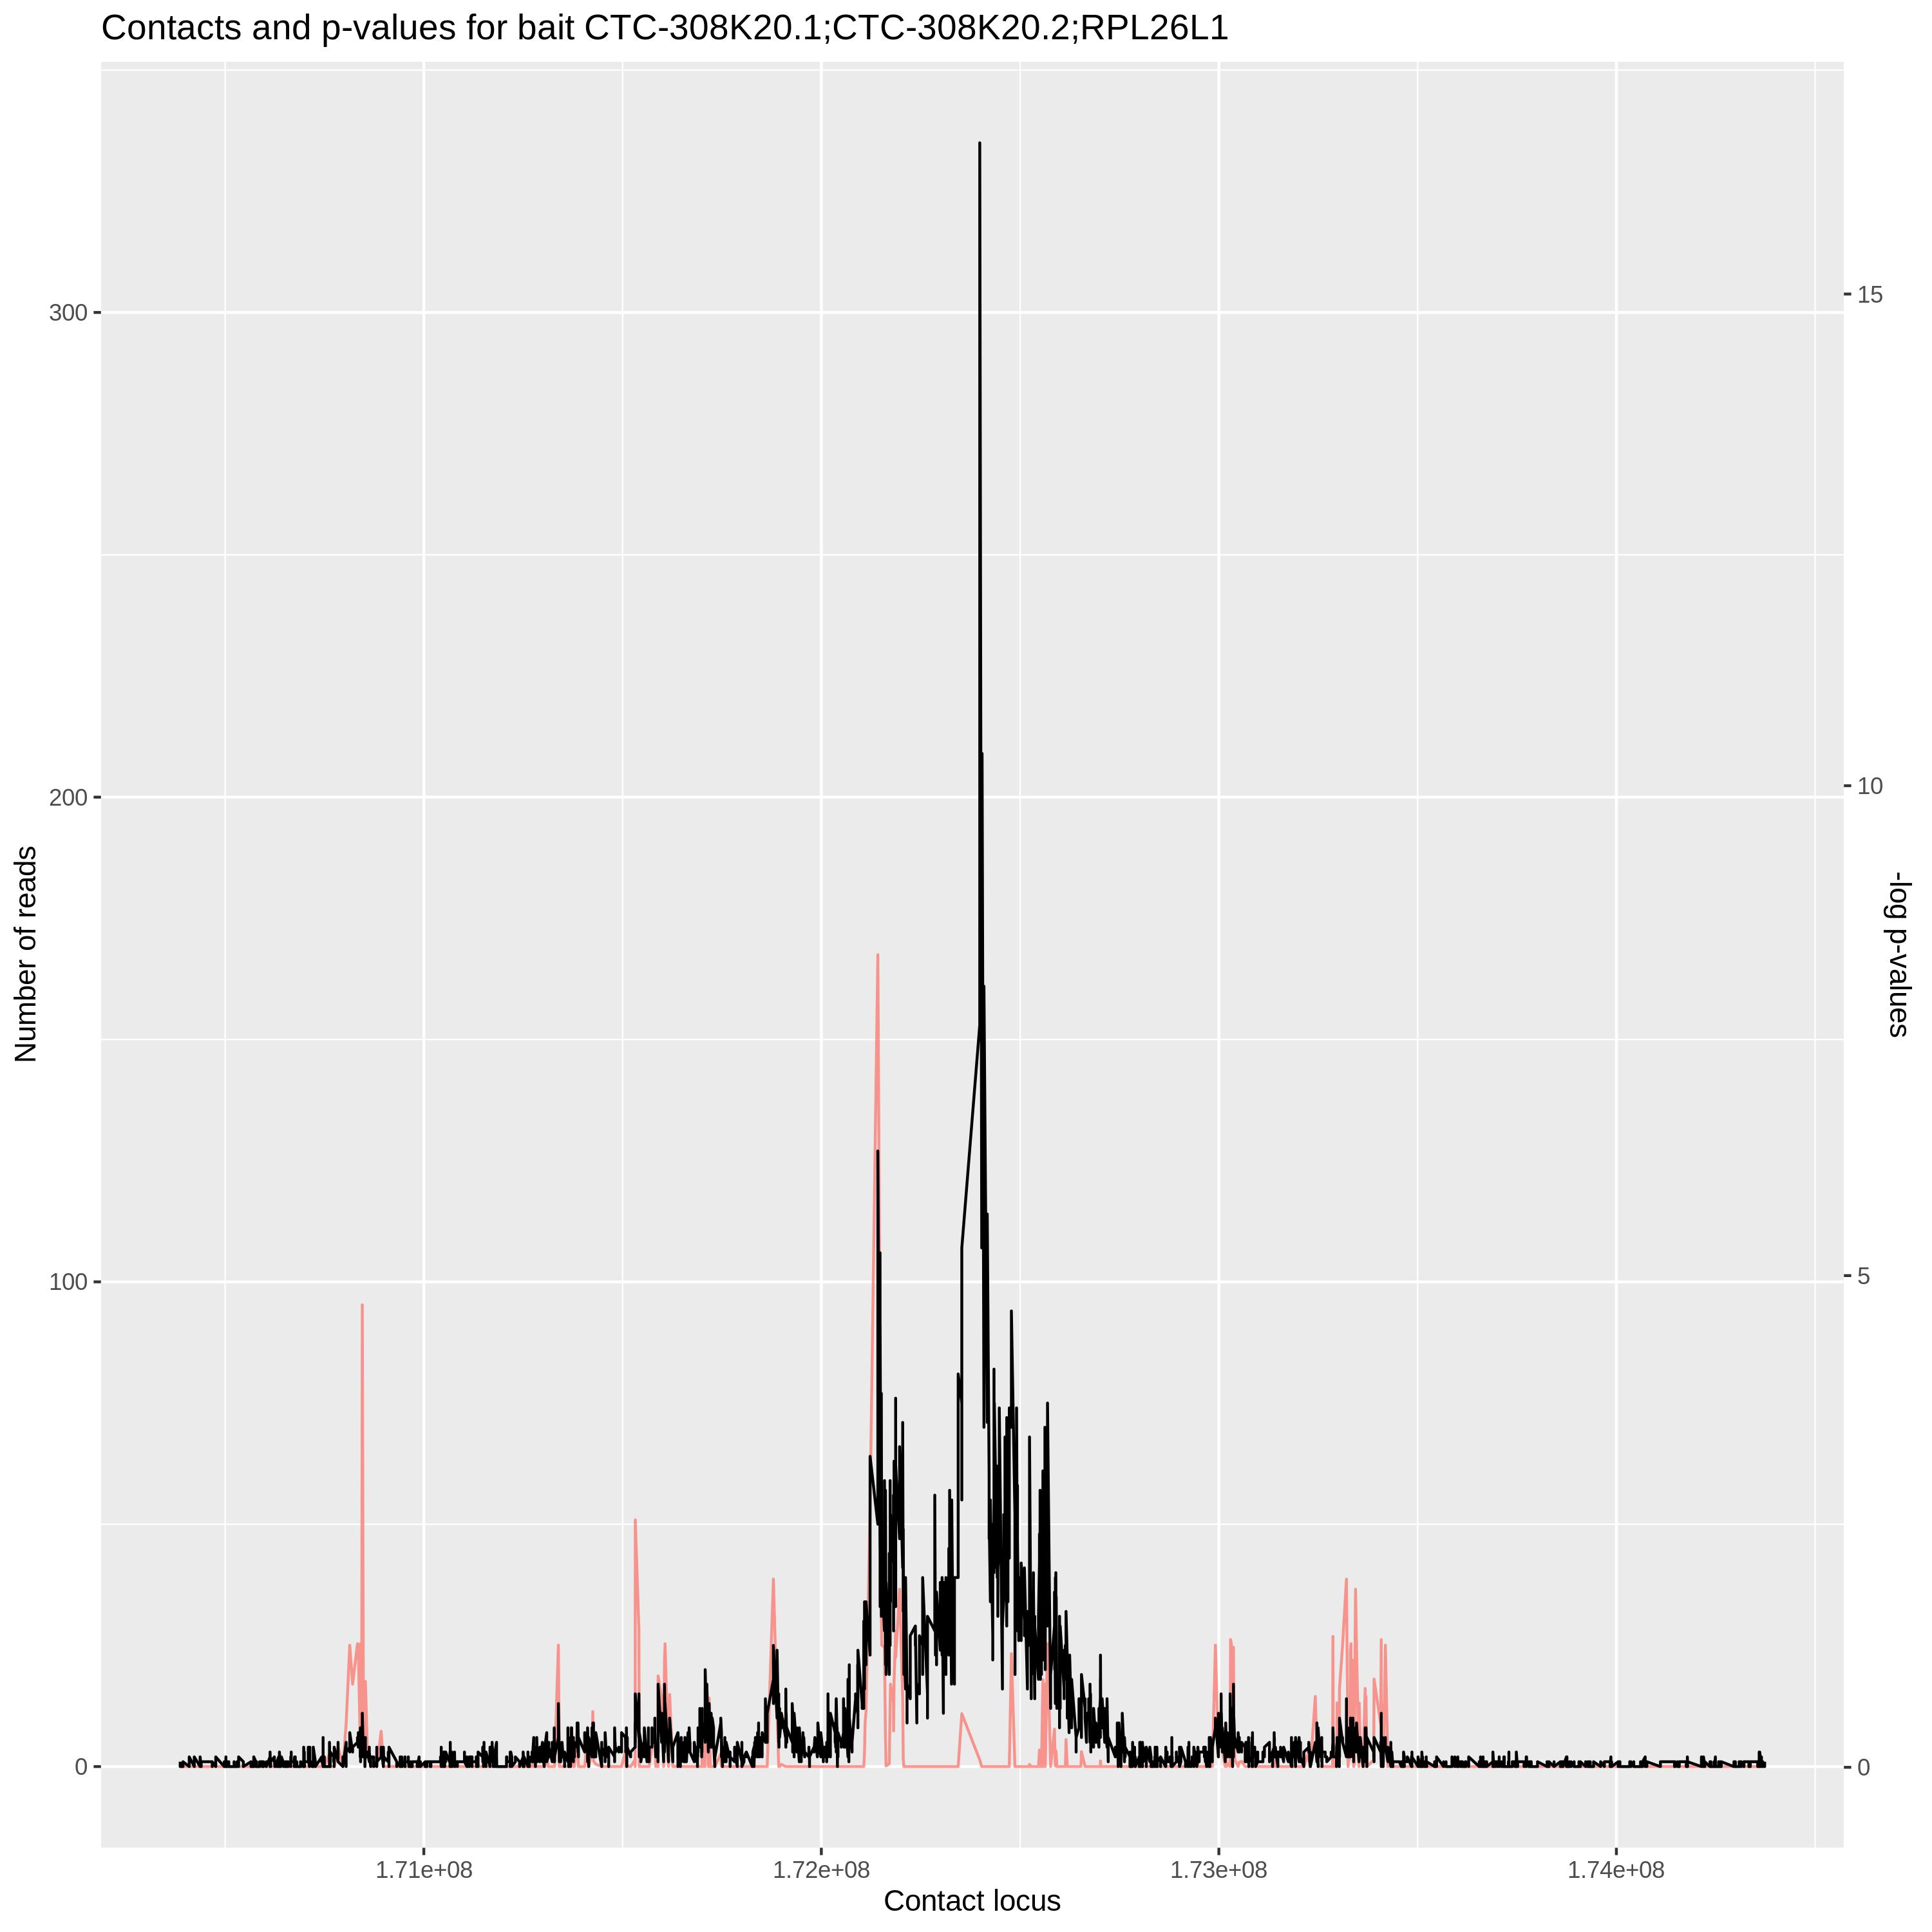 Contacts and p-values for bait CTC-308K20.1;CTC-308K20.2;RPL26L1
Number of reads
300
200
100
0
15
10
5
0
-log p-values
1.71e+08
1.72e+08
1.73e+08
1.74e+08
Contact locus